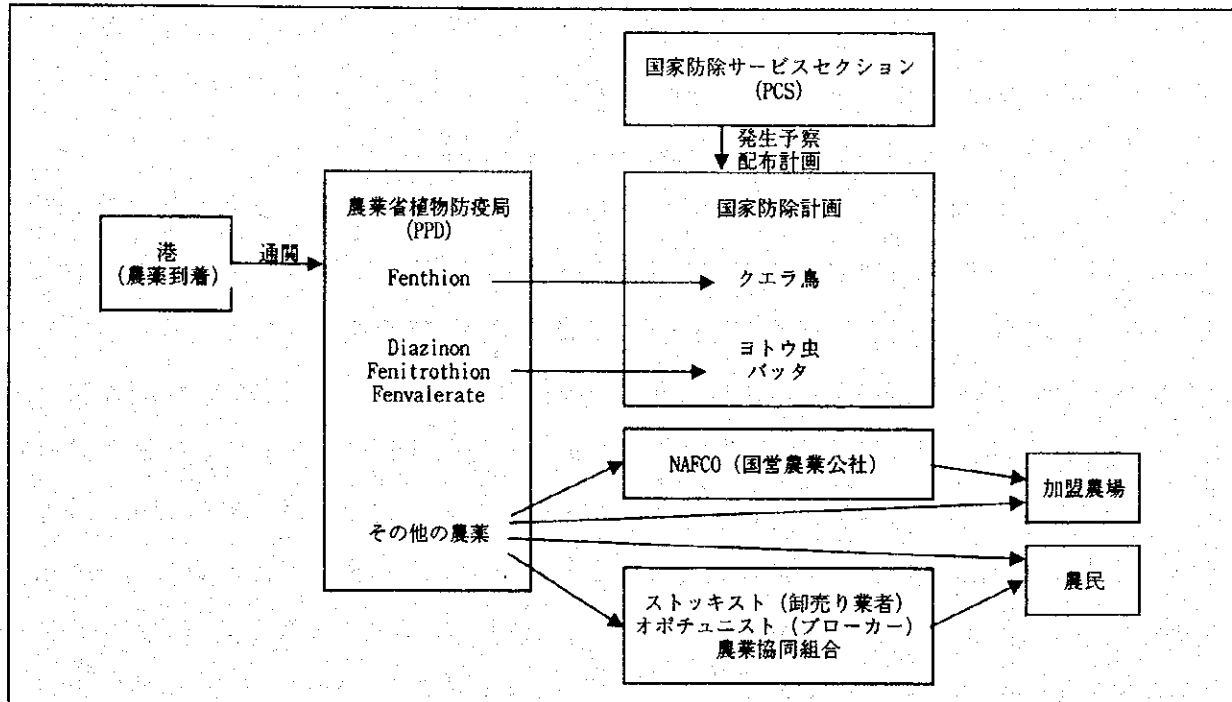 国家防除サービスセクション
(PCS)
発生予察
配布計画
農業省植物防疫局
(PPD)
国家防除計画
港
(農薬到着)
通関
Fenthion
クエラ鳥
Diazinon
Fenitrothion
Fenvalerate
ヨトウ虫
バッタ
NAFCO (国営農業公社)
加盟農場
その他の農薬
農民
ストッキスト (卸売り業者)
オポチュニスト (ブローカー)
農業協同組合